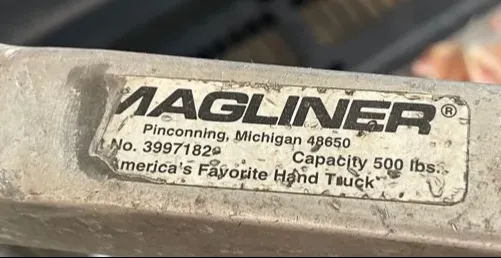 MAGLINER®
Pinconning, Michigan 48650
No. 3997182 Capacity 500 lbs.
America's Favorite Hand Truck